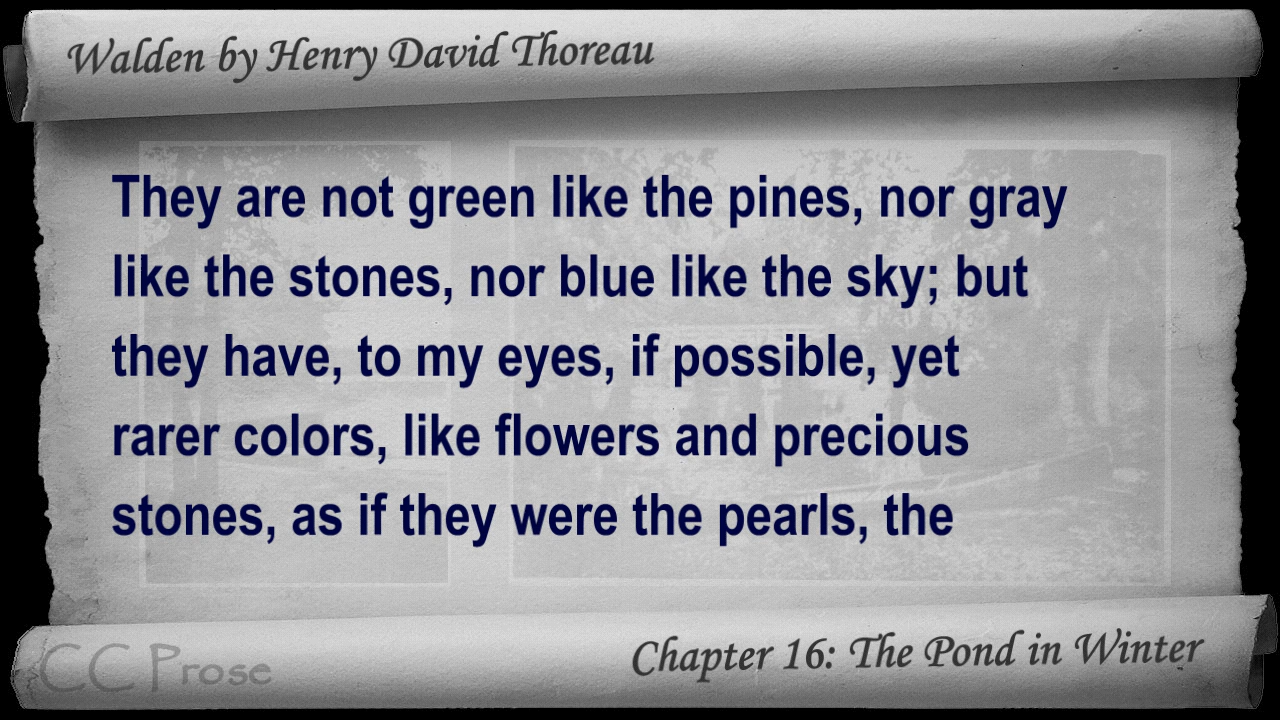 Walden by Henry David Thoreau
They are not green like the pines, nor gray
like the stones, nor blue like the sky; but
they have, to my eyes, if possible, yet
rarer colors, like flowers and precious
stones, as if they were the pearls, the
Chapter 16: The Pond in Winter
CC Prose